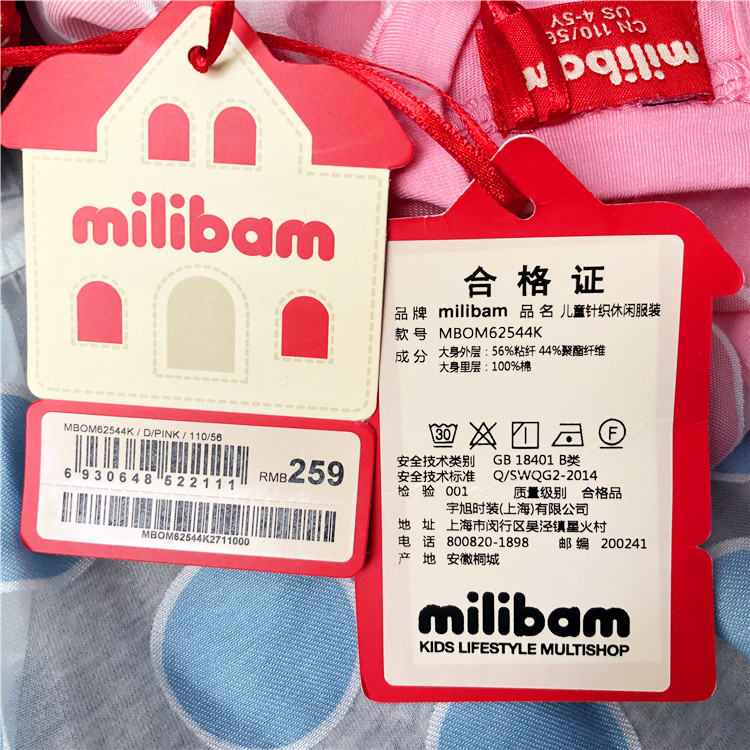 milibam
MBOM62544K / D/PINK / 110/56
6 930648 522111
RMB259
MBOM62544K2711000
CN 110/56
US 4-5Y
milibam
合格证
品牌 milibam 品名 儿童针织休闲服装
款号 MBOM62544K
成分 大身外层：56%粘纤 44%聚酯纤维
大身里层：100%棉
30 F
安全技术类别 GB 18401 B类
安全技术标准 Q/SWQG2-2014
检验 001 质量级别 合格品
宇旭时装(上海)有限公司
地址 上海市闵行区吴泾镇星火村
电话 800820-1898 邮编 200241
产地 安徽桐城
milibam
KIDS LIFESTYLE MULTISHOP